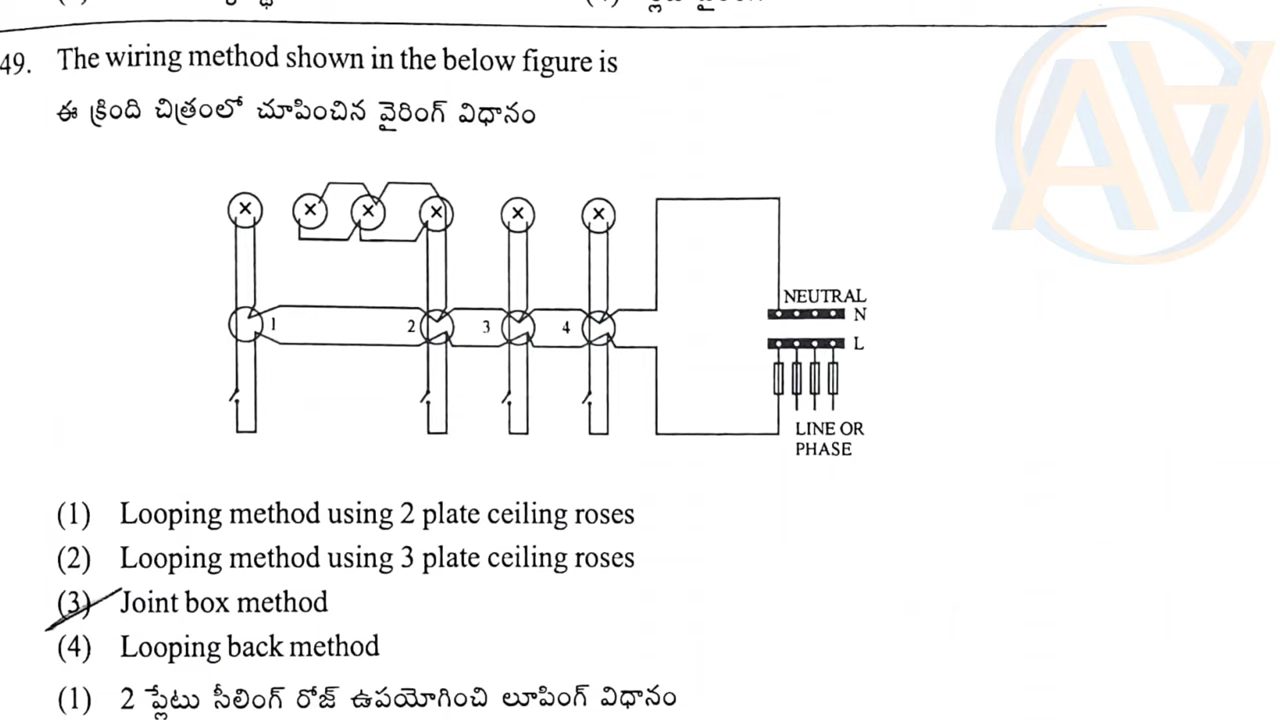 49. The wiring method shown in the below figure is
ఈ క్రింది చిత్రంలో చూపించిన వైరింగ్ విధానం
NEUTRAL
N
1 2 3 4
L
LINE OR
PHASE
(1) Looping method using 2 plate ceiling roses
(2) Looping method using 3 plate ceiling roses
(3) Joint box method
(4) Looping back method
(1) 2 ప్లేటు సీలింగ్ రోజ్ ఉపయోగించి లూపింగ్ విధానం